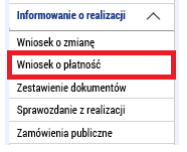 Informowanie o realizacji
Wniosek o zmianę
Wniosek o płatność
Zestawienie dokumentów
Sprawozdanie z realizacji
Zamówienia publiczne